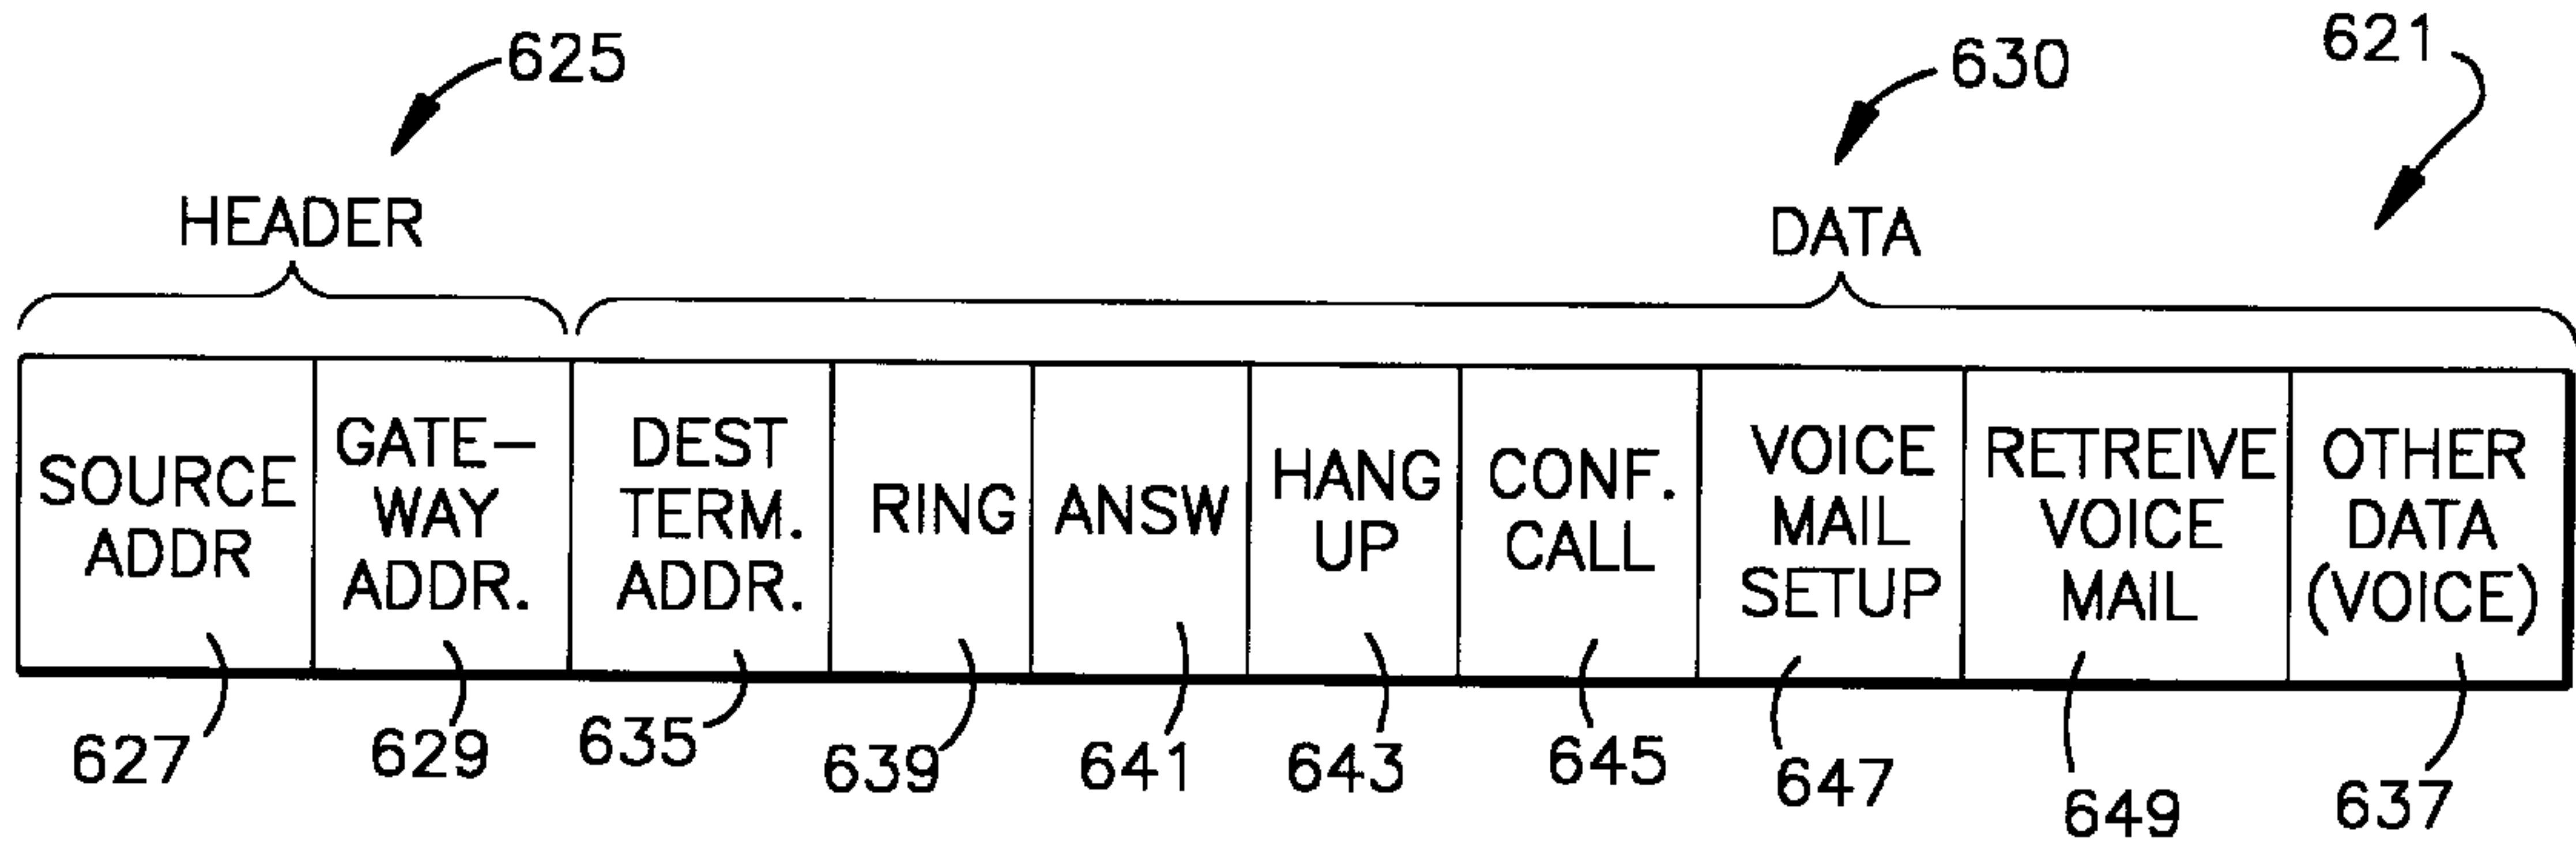 625
630
621
HEADER
DATA
SOURCE
ADDR
GATE-
WAY
ADDR.
DEST
TERM.
ADDR.
RING
ANSW
HANG
UP
CONF.
CALL
VOICE
MAIL
SETUP
RETREIVE
VOICE
MAIL
OTHER
DATA
(VOICE)
627
629
635
639
641
643
645
647
649
637